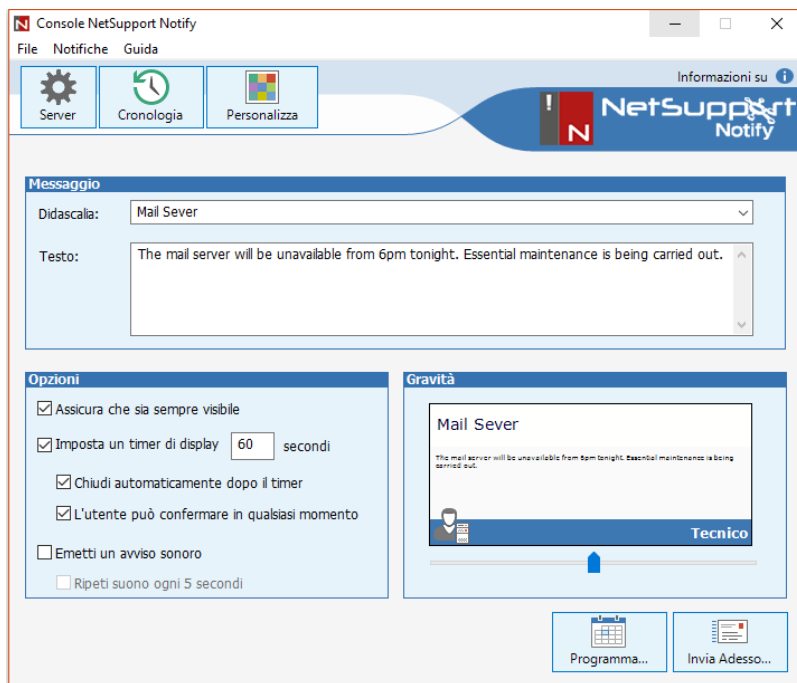 Console NetSupport Notify
File Notifiche Guida
Server
Cronologia
Personalizza
Informazioni su
NetSupport
Notify
Messaggio
Didascalia:
Mail Sever
Testo:
The mail server will be unavailable from 6pm tonight. Essential maintenance is being carried out.
Opzioni
Assicura che sia sempre visibile
Imposta un timer di display 60 secondi
Chiudi automaticamente dopo il timer
L'utente può confermare in qualsiasi momento
Emetti un avviso sonoro
Ripeti suono ogni 5 secondi
Gravità
Mail Sever
The mail server will be unavailable from 6pm tonight. Essential maintenance is being
carried out.
Tecnico
Programma...
Invia Adesso...